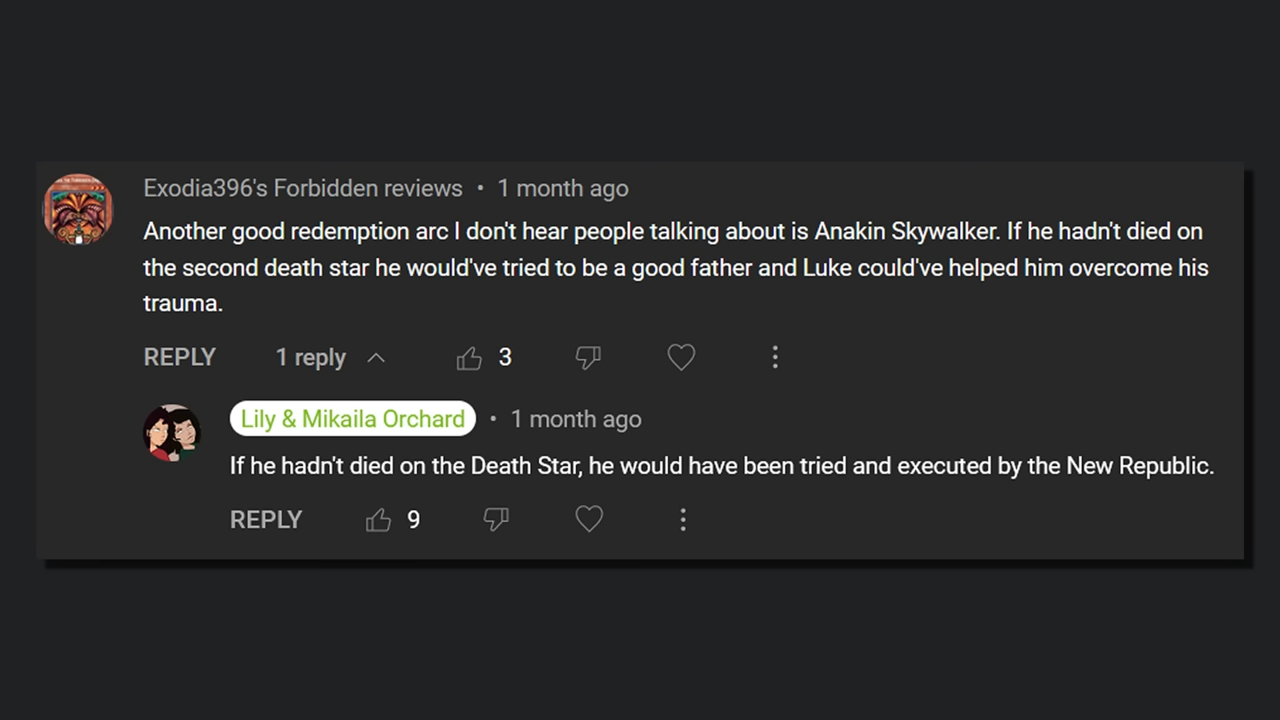 Exodia396's Forbidden reviews • 1 month ago
Another good redemption arc I don't hear people talking about is Anakin Skywalker. If he hadn't died on
the second death star he would've tried to be a good father and Luke could've helped him overcome his
trauma.
REPLY 1 reply 3
Lily & Mikaila Orchard • 1 month ago
If he hadn't died on the Death Star, he would have been tried and executed by the New Republic.
REPLY 9